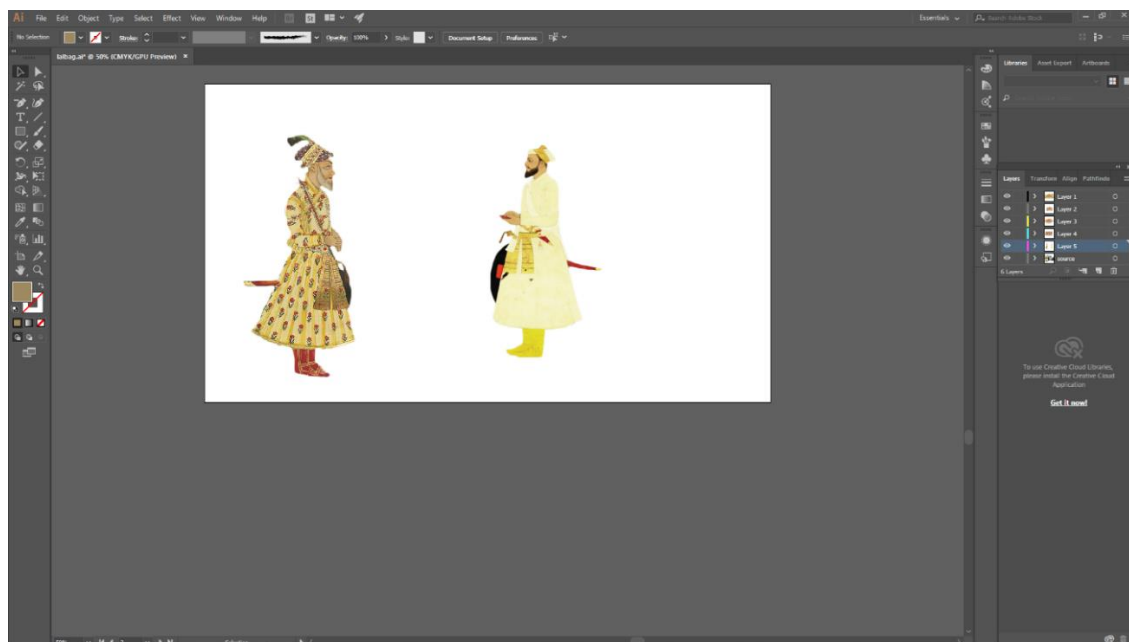 Ai File Edit Object Type Select Effect View Window Help St Essentials Search Adobe Stock
No Selection Stroke: Opacity: 100% Style: Document Setup Preferences
lalbag.ai* @ 50% (CMYK/GPU Preview) ×
Libraries Asset Export Artboards
Layers Transform Align Pathfinder
Layer 1
Layer 2
Layer 3
Layer 4
Layer 5
source
6 Layers
To use Creative Cloud Libraries,
please install the Creative Cloud
Application
Get it now!